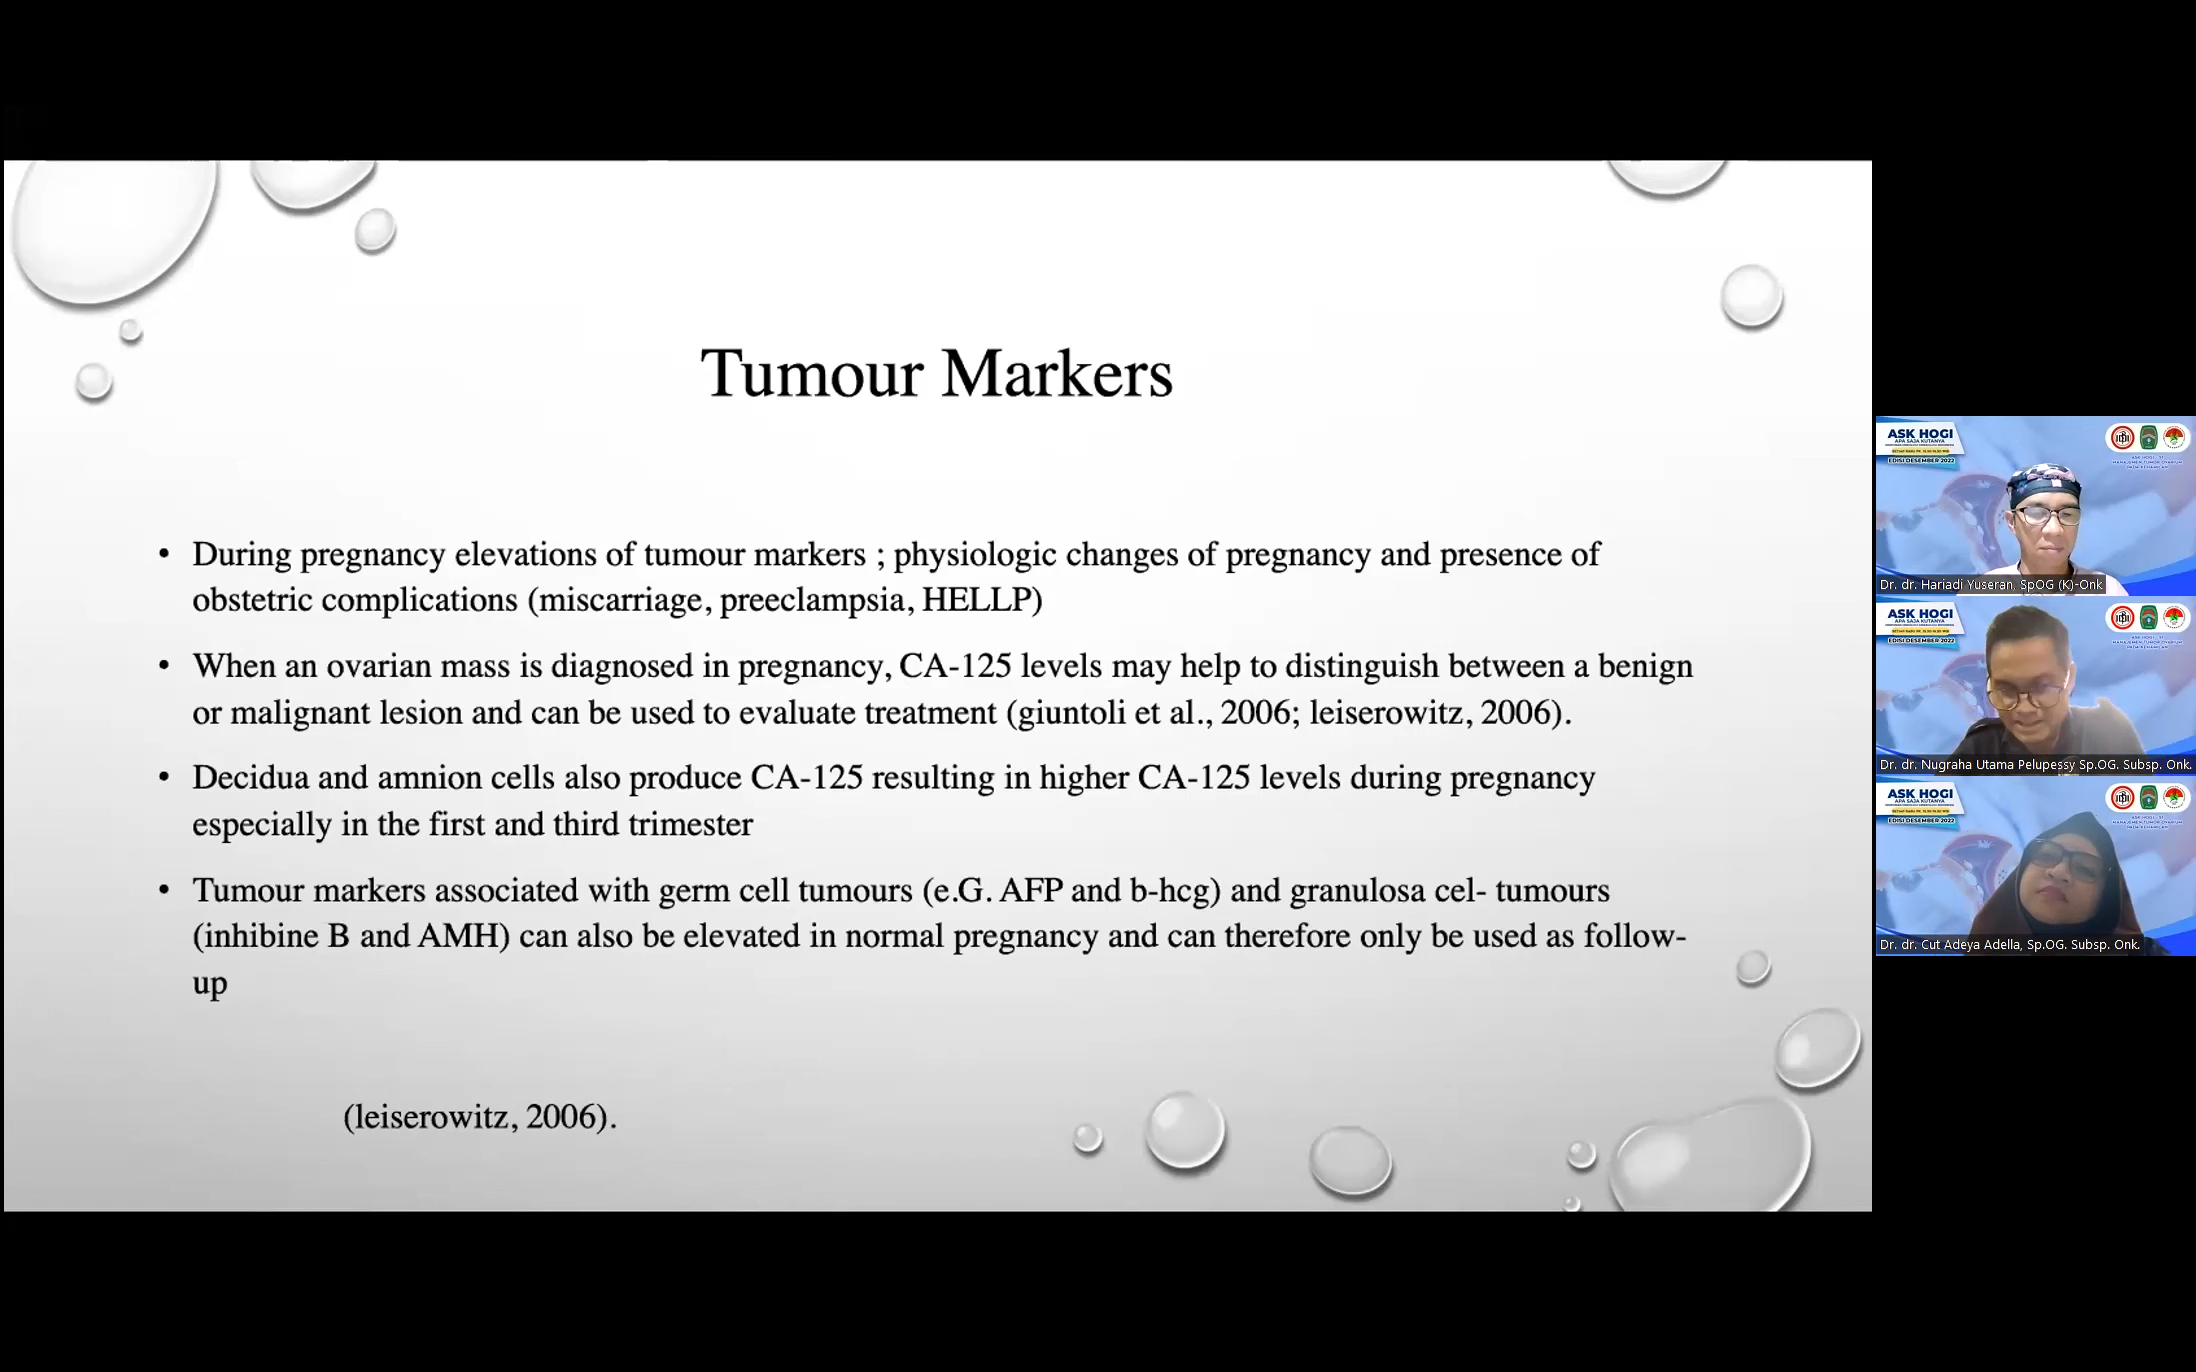 Tumour Markers
• During pregnancy elevations of tumour markers ; physiologic changes of pregnancy and presence of
obstetric complications (miscarriage, preeclampsia, HELLP)
• When an ovarian mass is diagnosed in pregnancy, CA-125 levels may help to distinguish between a benign
or malignant lesion and can be used to evaluate treatment (giuntoli et al., 2006; leiserowitz, 2006).
• Decidua and amnion cells also produce CA-125 resulting in higher CA-125 levels during pregnancy
especially in the first and third trimester
• Tumour markers associated with germ cell tumours (e.G. AFP and b-hcg) and granulosa cel- tumours
(inhibine B and AMH) can also be elevated in normal pregnancy and can therefore only be used as follow-
up
(leiserowitz, 2006).
ASK HOGI
APA SAJA KUTANYA
EDISI DESEMBER 2022
Dr. dr. Hariadi Yuseran, SpOG (K)-Onk
ASK HOGI
APA SAJA KUTANYA
EDISI DESEMBER 2022
Dr. dr. Nugraha Utama Pelupessy Sp.OG. Subsp. Onk.
ASK HOGI
APA SAJA KUTANYA
EDISI DESEMBER 2022
Dr. dr. Cut Adeya Adella, Sp.OG. Subsp. Onk.